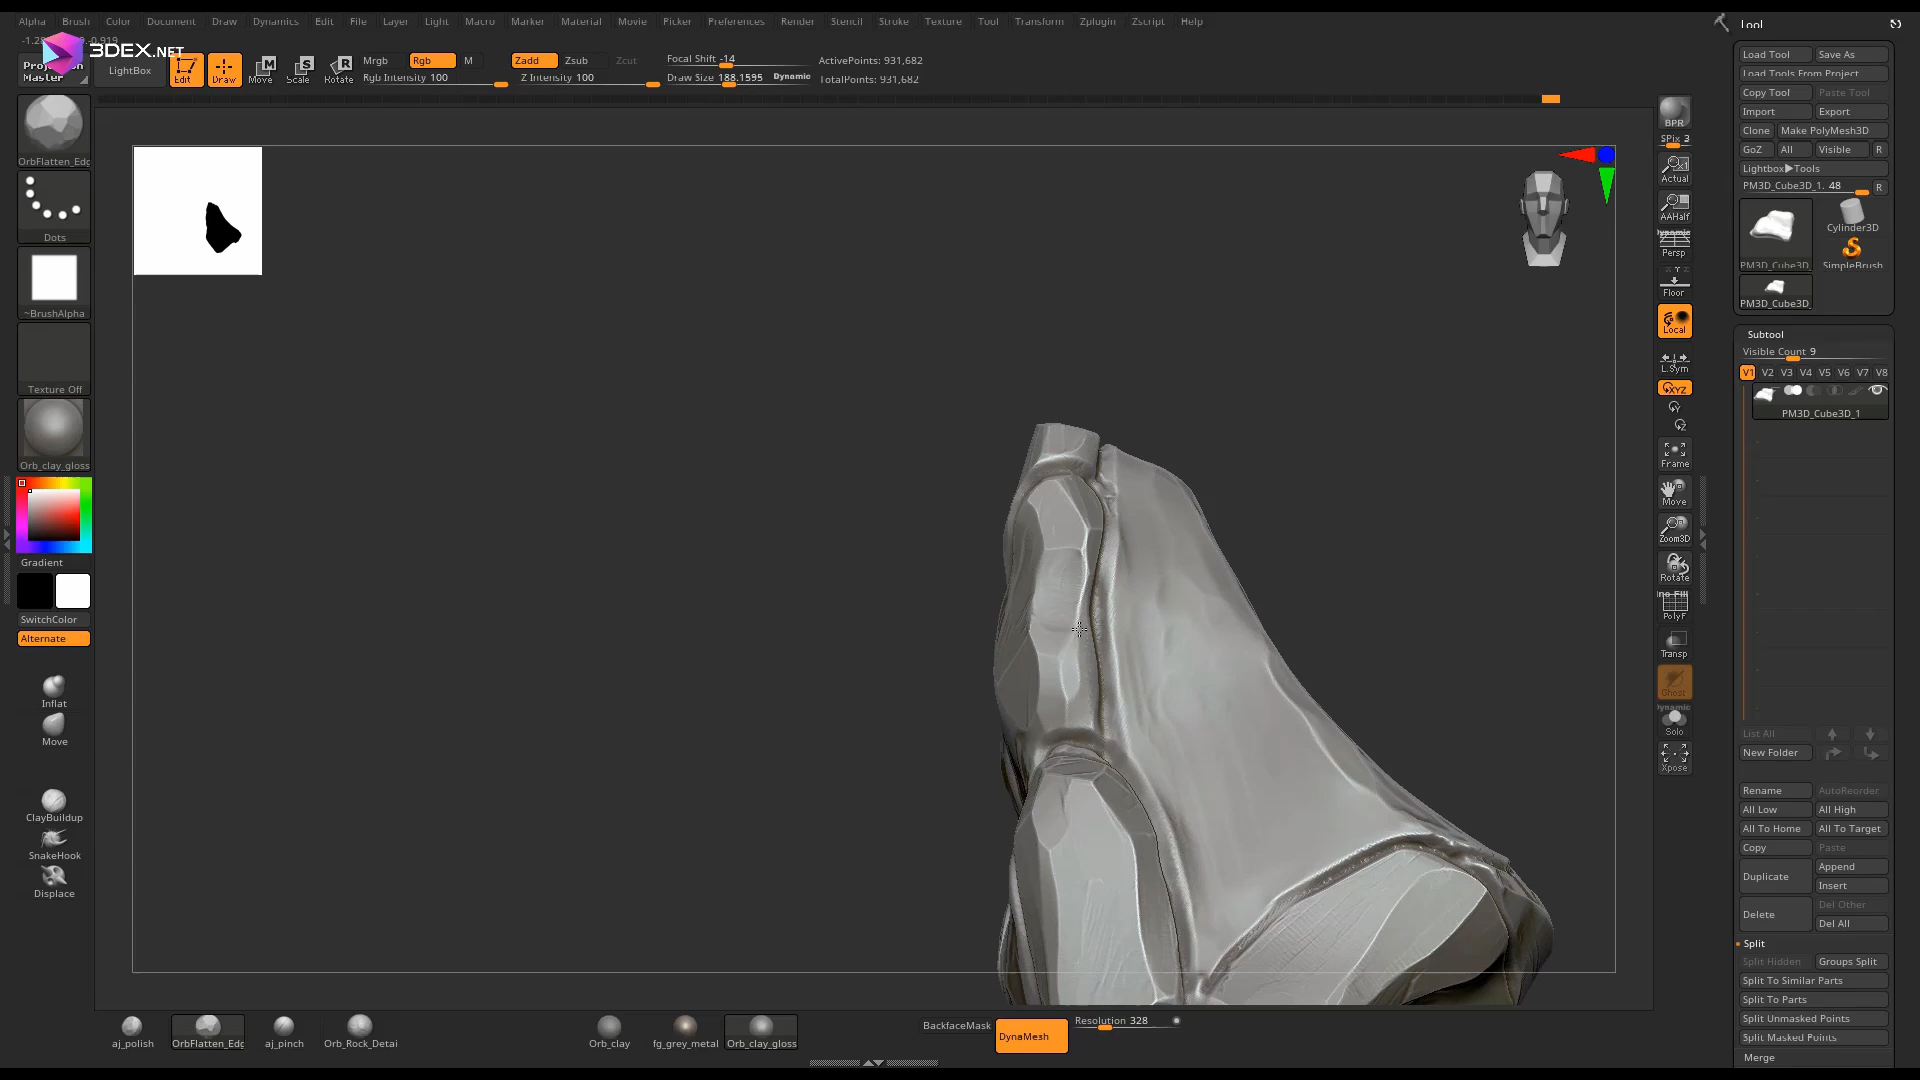 Alpha Brush Color Document Draw Dynamics Edit File Layer Light Macro Marker Material Movie Picker Preferences Render Stencil Stroke Texture Tool Transform Zplugin Zscript Help
Tool
3DEX.NET
Master
LightBox
Edit
Draw
Move
Scale
Rotate
Mrgb Rgb M
Rgb Intensity 100
Zadd Zsub Zcut
Z Intensity 100
Focal Shift -14
Draw Size 188.1595 Dynamic
ActivePoints: 931,682
TotalPoints: 931,682
OrbFlatten_Edg
Dots
~BrushAlpha
Texture Off
Orb_clay_gloss
Gradient
SwitchColor
Alternate
Inflat
Move
ClayBuildup
SnakeHook
Displace
BPR
SPix 3
Actual
AAHalf
Dynamic
Persp
Floor
Local
L.Sym
XYZ
Frame
Move
Zoom3D
Rotate
PolyF
Transp
Ghost
Dynamic
Solo
Xpose
Load Tool Save As
Load Tools From Project
Copy Tool Paste Tool
Import Export
Clone Make PolyMesh3D
GoZ All Visible R
Lightbox▶Tools
PM3D_Cube3D_1. 48 R
Cylinder3D
PM3D_Cube3D_ SimpleBrush
PM3D_Cube3D_
Subtool
Visible Count 9
V1 V2 V3 V4 V5 V6 V7 V8
PM3D_Cube3D_1
List All
New Folder
Rename AutoReorder
All Low All High
All To Home All To Target
Copy Paste
Duplicate Append
Insert
Delete Del Other
Del All
Split
Split Hidden Groups Split
Split To Similar Parts
Split To Parts
Split Unmasked Points
Split Masked Points
Merge
aj_polish
OrbFlatten_Edg
aj_pinch
Orb_Rock_Detai
Orb_clay
fg_grey_metal
Orb_clay_gloss
BackfaceMask
DynaMesh
Resolution 328